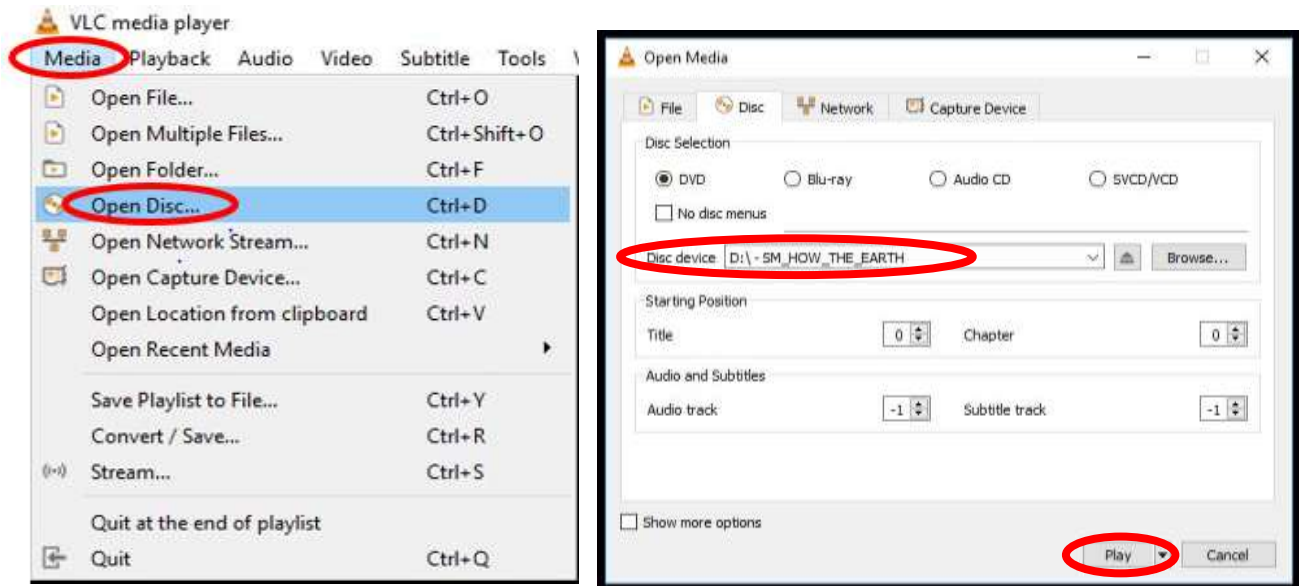 VLC media player
Media Playback Audio Video Subtitle Tools
Open File... Ctrl+O
Open Multiple Files... Ctrl+Shift+O
Open Folder... Ctrl+F
Open Disc... Ctrl+D
Open Network Stream... Ctrl+N
Open Capture Device... Ctrl+C
Open Location from clipboard Ctrl+V
Open Recent Media
Save Playlist to File... Ctrl+Y
Convert / Save... Ctrl+R
Stream... Ctrl+S
Quit at the end of playlist
Quit Ctrl+Q
Open Media
File Disc Network Capture Device
Disc Selection
DVD Blu-ray Audio CD SVCD/VCD
No disc menus
Disc device D:\ - SM_HOW_THE_EARTH Browse...
Starting Position
Title 0 Chapter 0
Audio and Subtitles
Audio track -1 Subtitle track -1
Show more options
Play Cancel